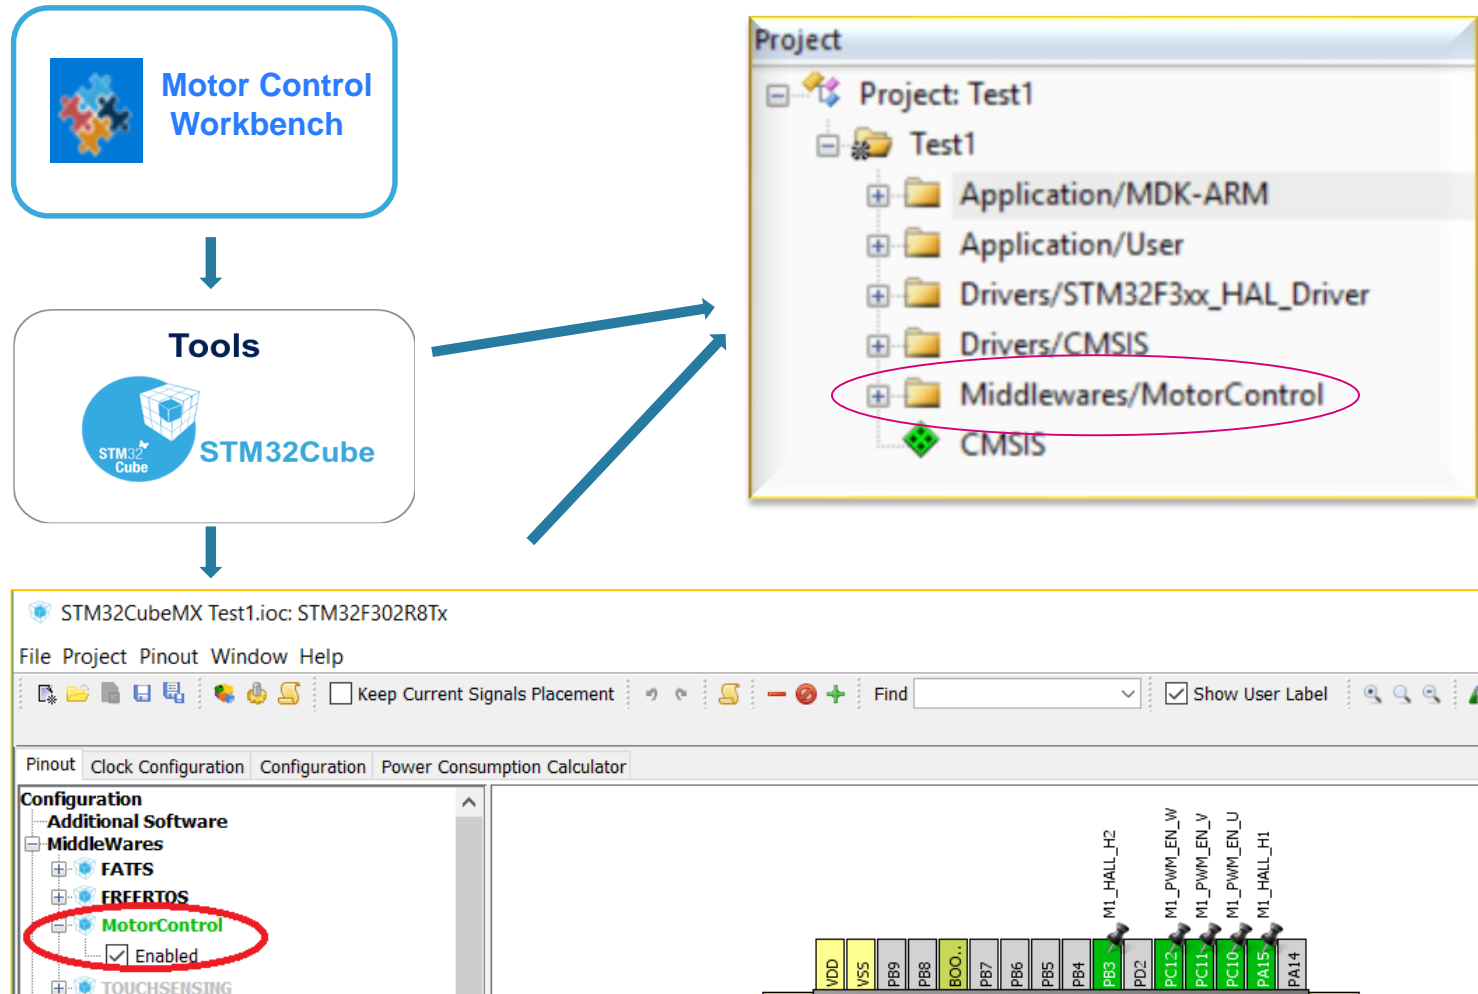 Motor Control
Workbench
Tools
STM32
Cube
STM32Cube
Project
Project: Test1
Test1
Application/MDK-ARM
Application/User
Drivers/STM32F3xx_HAL_Driver
Drivers/CMSIS
Middlewares/MotorControl
CMSIS
STM32CubeMX Test1.ioc: STM32F302R8Tx
File Project Pinout Window Help
Keep Current Signals Placement
Find
Show User Label
Pinout Clock Configuration Configuration Power Consumption Calculator
Configuration
Additional Software
MiddleWares
FATFS
FREERTOS
MotorControl
Enabled
TOUCHSENSING
M1_HALL_H2
M1_PWM_EN_W
M1_PWM_EN_V
M1_PWM_EN_U
M1_HALL_H1
VDD
VSS
PB9
PB8
BOO..
PB7
PB6
PB5
PB4
PB3
PD2
PC12
PC11
PC10
PA15
PA14